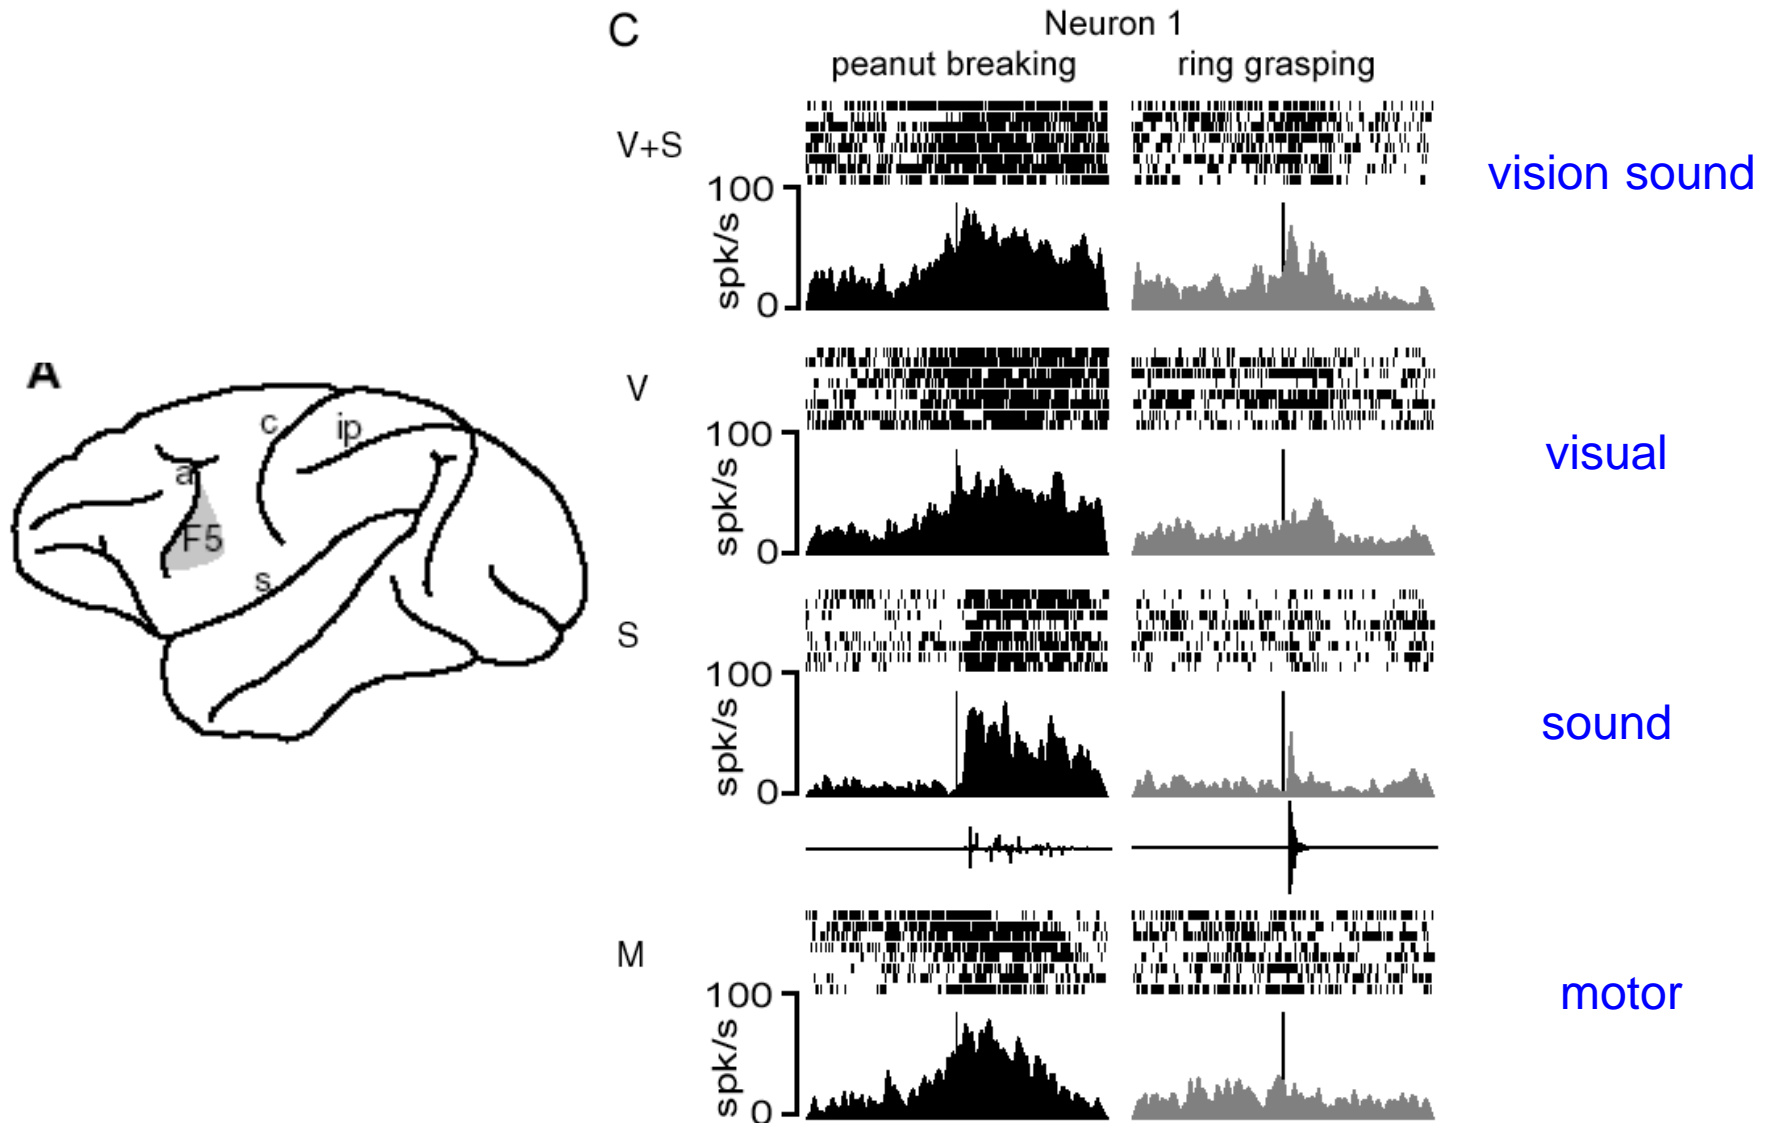 C
Neuron 1
peanut breaking ring grasping
V+S
100
spk/s
0
vision sound
A
c
ip
a
F5
s
V
100
spk/s
0
visual
S
100
spk/s
0
sound
M
100
spk/s
0
motor